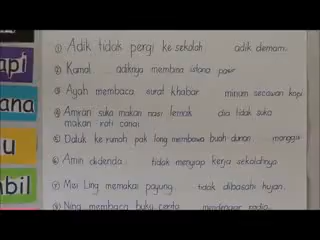 ① Adik tidak pergi ke sekolah adik demam.
② Kamal adiknya membina istana pasir
③ Ayah membaca surat khabar minum secawan kopi
④ Amran suka makan nasi lemak dia tidak suka
makan roti canai
⑤ Datuk ke rumah pak long membawa buah durian manggis
⑥ Amin didenda tidak menyiap kerja sekolahnya
⑦ Mei Ling memakai payung tidak dibasahi hujan.
⑧ Nina membaca buku cerita mendengar radio
api
ana
u
bil